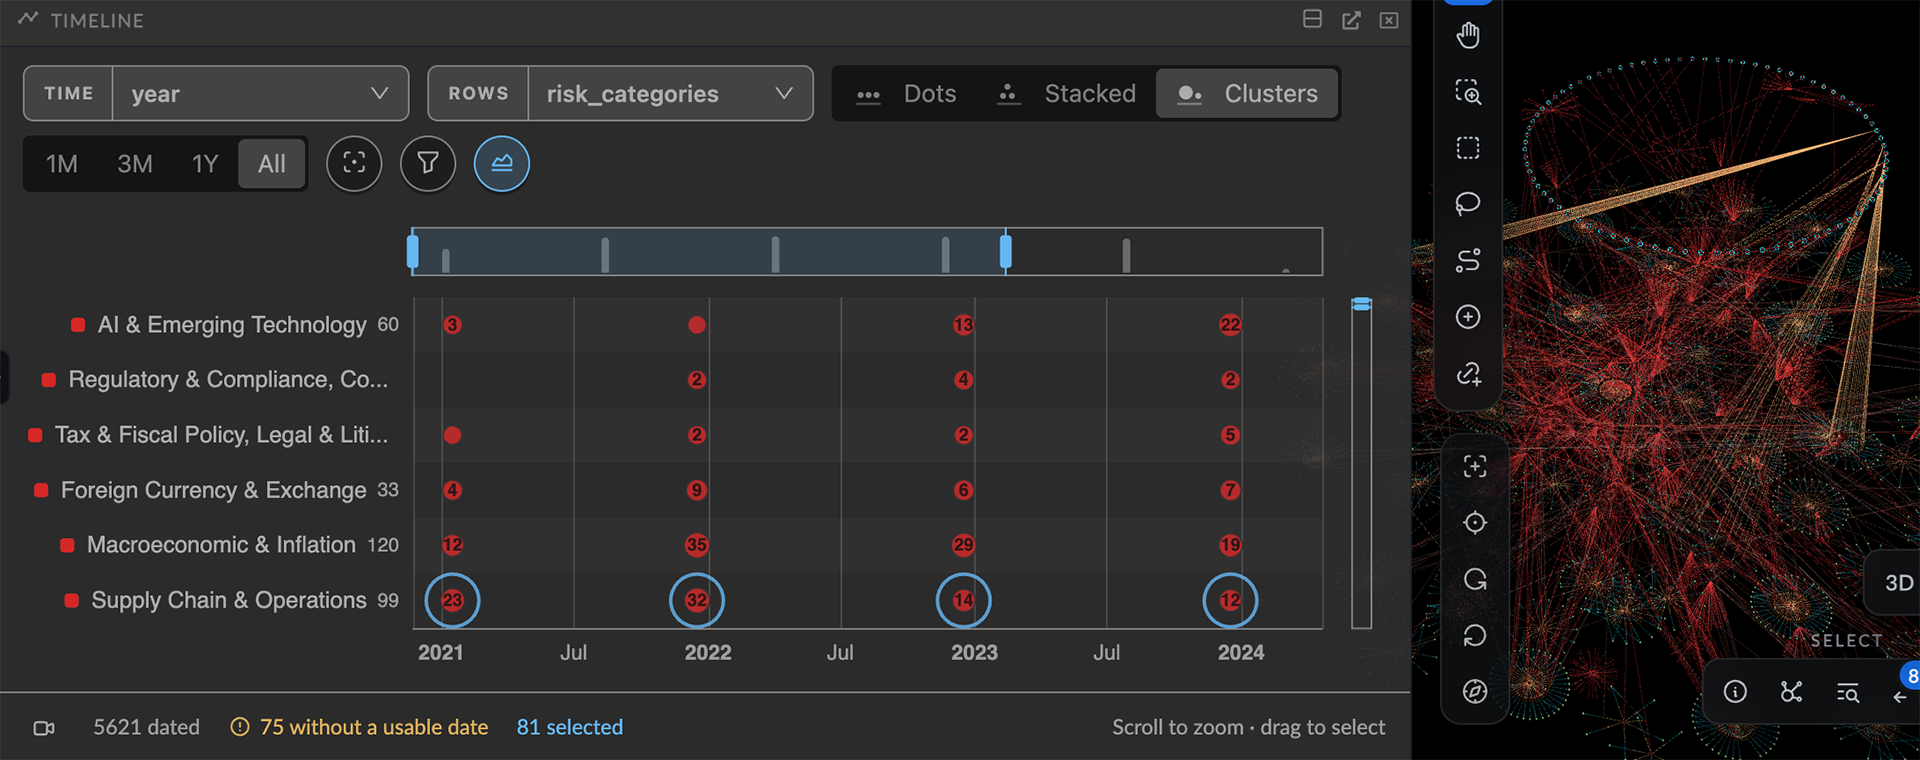 TIMELINE
TIME year ROWS risk_categories Dots Stacked Clusters
1M 3M 1Y All
AI & Emerging Technology 60 3 13 22
Regulatory & Compliance, Co... 2 4 2
Tax & Fiscal Policy, Legal & Liti... 2 2 5
Foreign Currency & Exchange 33 4 9 6 7
Macroeconomic & Inflation 120 12 35 29 19
Supply Chain & Operations 99 23 32 14 12
2021 Jul 2022 Jul 2023 Jul 2024
5621 dated 75 without a usable date 81 selected Scroll to zoom · drag to select
3D
SELECT
8